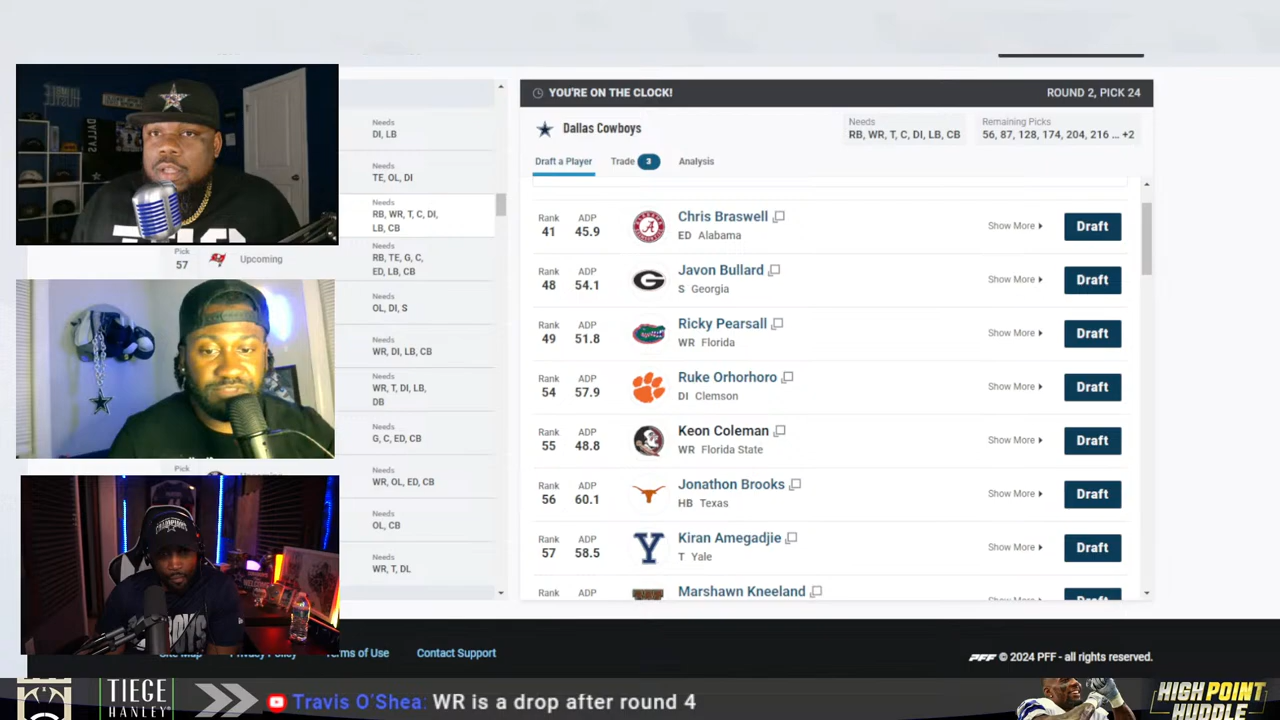 YOU'RE ON THE CLOCK!
ROUND 2, PICK 24
Dallas Cowboys
Needs
RB, WR, T, C, DI, LB, CB
Remaining Picks
56, 87, 128, 174, 204, 216 ... +2
Draft a Player
Trade 3
Analysis
Rank
41
ADP
45.9
Chris Braswell
ED Alabama
Show More
Draft
Rank
48
ADP
54.1
Javon Bullard
S Georgia
Show More
Draft
Rank
49
ADP
51.8
Ricky Pearsall
WR Florida
Show More
Draft
Rank
54
ADP
57.9
Ruke Orhorhoro
DI Clemson
Show More
Draft
Rank
55
ADP
48.8
Keon Coleman
WR Florida State
Show More
Draft
Rank
56
ADP
60.1
Jonathon Brooks
HB Texas
Show More
Draft
Rank
57
ADP
58.5
Kiran Amegadjie
T Yale
Show More
Draft
Rank
ADP
Marshawn Kneeland
Needs
DI, LB
Needs
TE, OL, DI
Needs
RB, WR, T, C, DI,
LB, CB
Pick
57
Upcoming
Needs
RB, TE, G, C,
ED, LB, CB
Needs
OL, DI, S
Needs
WR, DI, LB, CB
Needs
WR, T, DI, LB,
DB
Needs
G, C, ED, CB
Pick
Needs
WR, OL, ED, CB
Needs
OL, CB
Needs
WR, T, DL
Site Map
Privacy Policy
Terms of Use
Contact Support
PFF © 2024 PFF - all rights reserved.
TIEGE
HANLEY
Travis O'Shea: WR is a drop after round 4
HIGH POINT
HUDDLE